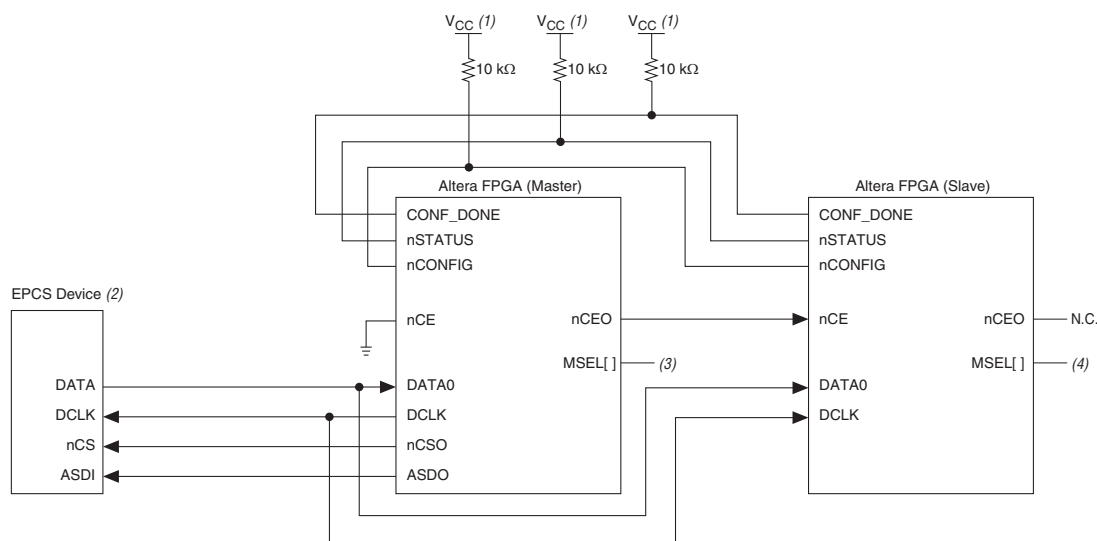 VCC (1)
VCC (1)
VCC (1)
10 kΩ
10 kΩ
10 kΩ
Altera FPGA (Master)
CONF_DONE
nSTATUS
nCONFIG
nCE
nCEO
MSEL[ ]
(3)
DATA0
DCLK
nCSO
ASDO
Altera FPGA (Slave)
CONF_DONE
nSTATUS
nCONFIG
nCE
nCEO
N.C.
MSEL[ ]
(4)
DATA0
DCLK
EPCS Device (2)
DATA
DCLK
nCS
ASDI